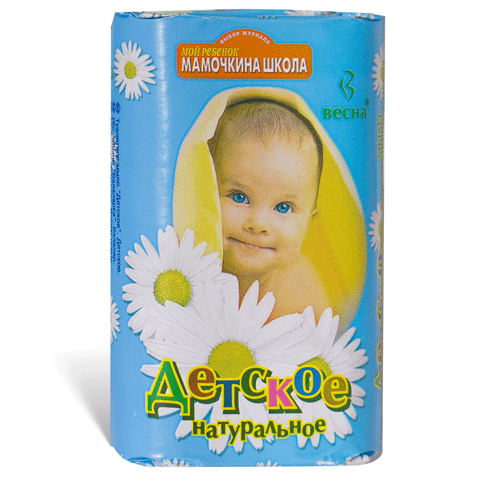 ВЫБОР ЖУРНАЛА
МОЙ РЕБЕНОК
МАМОЧКИНА ШКОЛА
весна®
Детское
натуральное